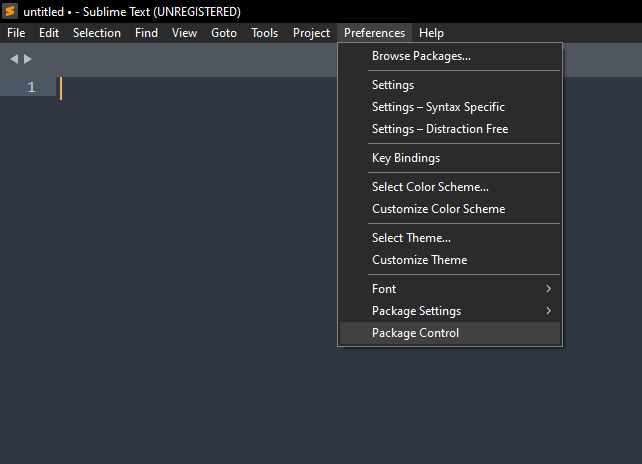 untitled • - Sublime Text (UNREGISTERED)
File Edit Selection Find View Goto Tools Project Preferences Help
Browse Packages...
1
Settings
Settings – Syntax Specific
Settings – Distraction Free
Key Bindings
Select Color Scheme...
Customize Color Scheme
Select Theme...
Customize Theme
Font
Package Settings
Package Control